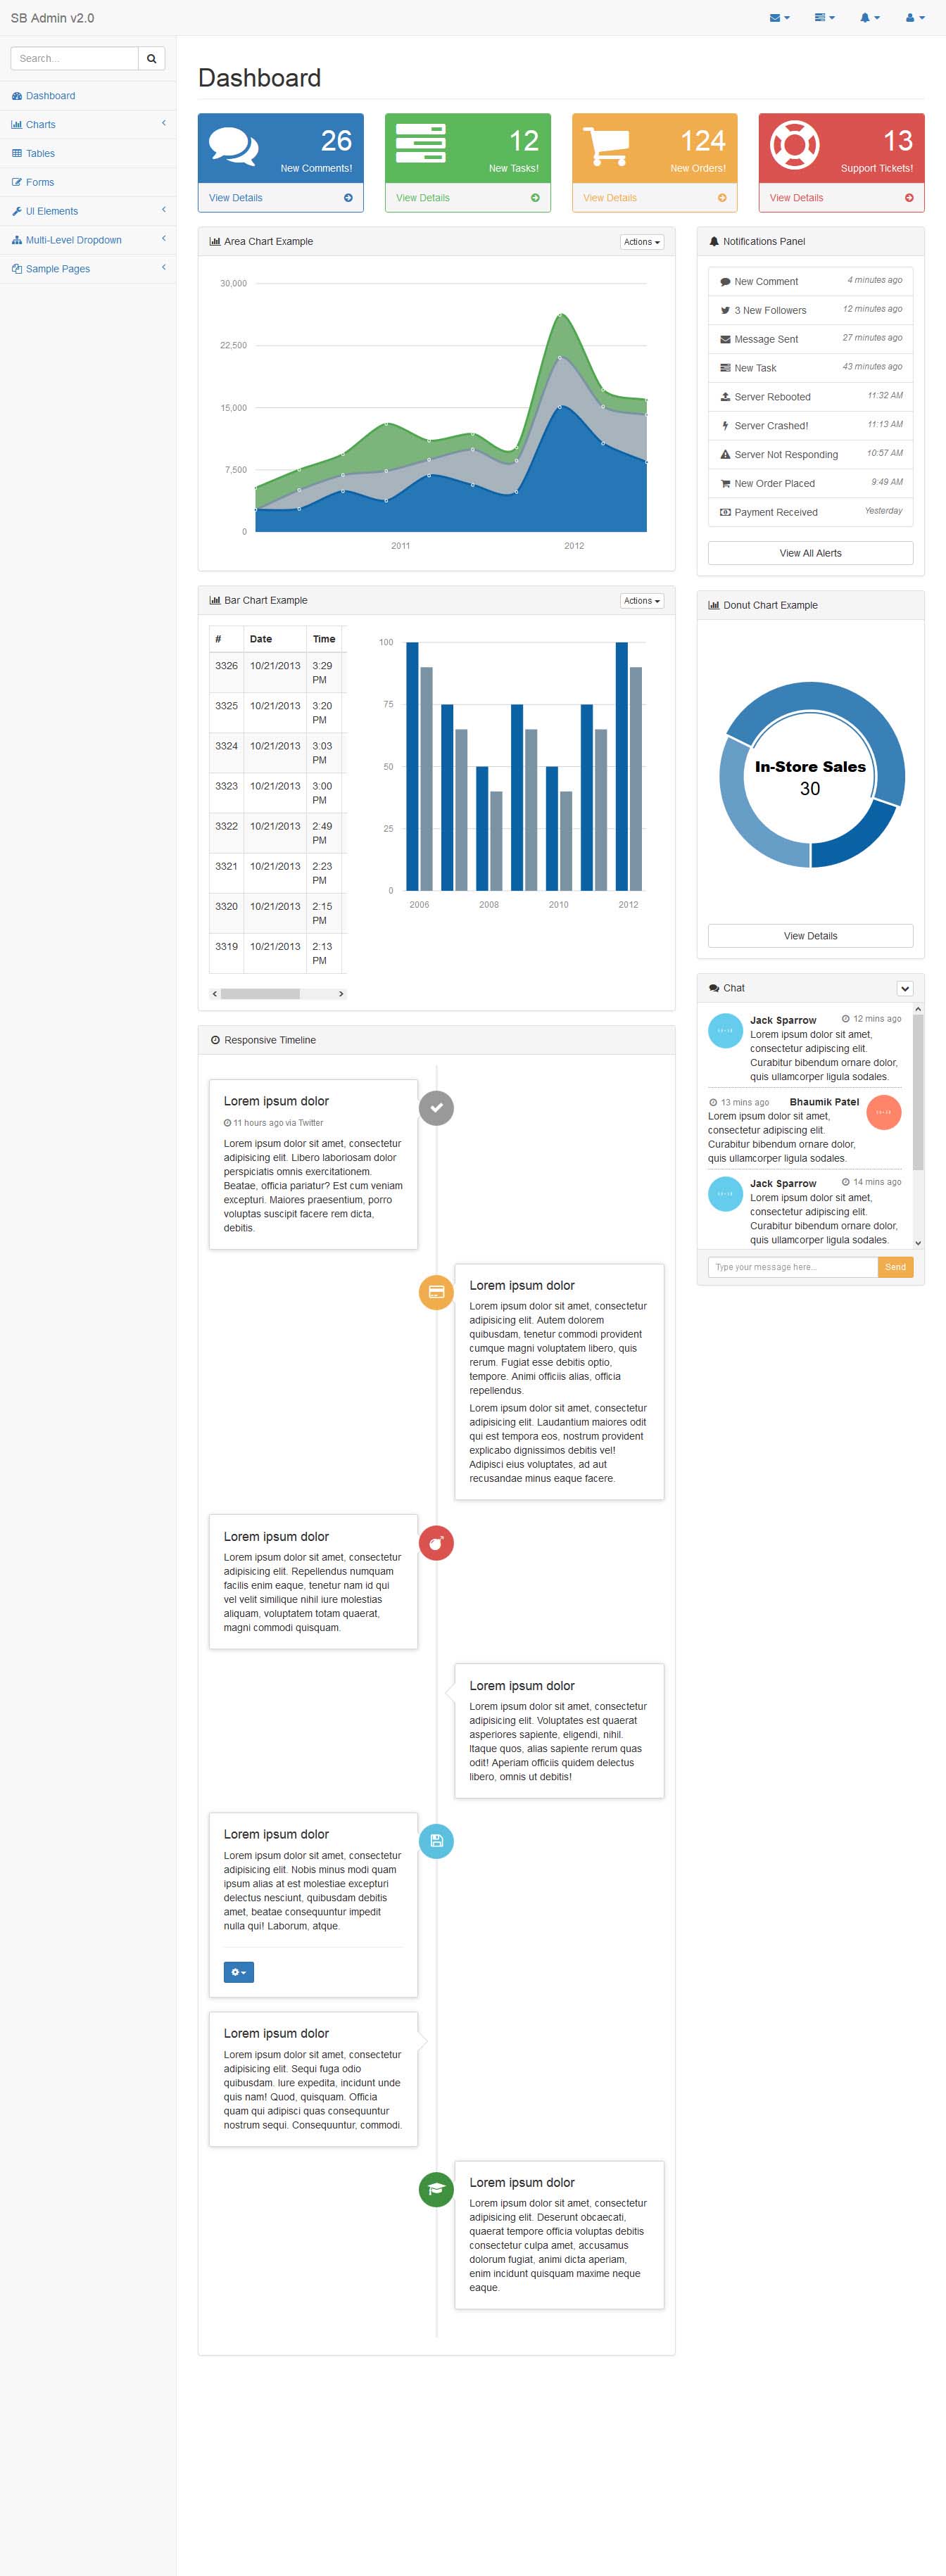 SB Admin v2.0
Search...
Dashboard
Charts
Tables
Forms
UI Elements
Multi-Level Dropdown
Sample Pages
Dashboard
26
New Comments!
View Details
12
New Tasks!
View Details
124
New Orders!
View Details
13
Support Tickets!
View Details
Area Chart Example
Actions
30,000
22,500
15,000
7,500
0
2011 2012
Bar Chart Example
Actions
# Date Time
3326 10/21/2013 3:29
PM
3325 10/21/2013 3:20
PM
3324 10/21/2013 3:03
PM
3323 10/21/2013 3:00
PM
3322 10/21/2013 2:49
PM
3321 10/21/2013 2:23
PM
3320 10/21/2013 2:15
PM
3319 10/21/2013 2:13
PM
100
75
50
25
0
2006 2008 2010 2012
Responsive Timeline
Lorem ipsum dolor
11 hours ago via Twitter
Lorem ipsum dolor sit amet, consectetur
adipisicing elit. Libero laboriosam dolor
perspiciatis omnis exercitationem.
Beatae, officia pariatur? Est cum veniam
excepturi. Maiores praesentium, porro
voluptas suscipit facere rem dicta,
debitis.
Lorem ipsum dolor
Lorem ipsum dolor sit amet, consectetur
adipisicing elit. Autem dolorem
quibusdam, tenetur commodi provident
cumque magni voluptatem libero, quis
rerum. Fugiat esse debitis optio,
tempore. Animi officiis alias, officia
repellendus.
Lorem ipsum dolor sit amet, consectetur
adipisicing elit. Laudantium maiores odit
qui est tempora eos, nostrum provident
explicabo dignissimos debitis vel!
Adipisci eius voluptates, ad aut
recusandae minus eaque facere.
Lorem ipsum dolor
Lorem ipsum dolor sit amet, consectetur
adipisicing elit. Repellendus numquam
facilis enim eaque, tenetur nam id qui
vel velit similique nihil iure molestias
aliquam, voluptatem totam quaerat,
magni commodi quisquam.
Lorem ipsum dolor
Lorem ipsum dolor sit amet, consectetur
adipisicing elit. Voluptates est quaerat
asperiores sapiente, eligendi, nihil.
Itaque quos, alias sapiente rerum quas
odit! Aperiam officiis quidem delectus
libero, omnis ut debitis!
Lorem ipsum dolor
Lorem ipsum dolor sit amet, consectetur
adipisicing elit. Nobis minus modi quam
ipsum alias at est molestiae excepturi
delectus nesciunt, quibusdam debitis
amet, beatae consequuntur impedit
nulla qui! Laborum, atque.
Lorem ipsum dolor
Lorem ipsum dolor sit amet, consectetur
adipisicing elit. Sequi fuga odio
quibusdam. Iure expedita, incidunt unde
quis nam! Quod, quisquam. Officia
quam qui adipisci quas consequuntur
nostrum sequi. Consequuntur, commodi.
Lorem ipsum dolor
Lorem ipsum dolor sit amet, consectetur
adipisicing elit. Deserunt obcaecati,
quaerat tempore officia voluptas debitis
consectetur culpa amet, accusamus
dolorum fugiat, animi dicta aperiam,
enim incidunt quisquam maxime neque
eaque.
Notifications Panel
New Comment 4 minutes ago
3 New Followers 12 minutes ago
Message Sent 27 minutes ago
New Task 43 minutes ago
Server Rebooted 11:32 AM
Server Crashed! 11:13 AM
Server Not Responding 10:57 AM
New Order Placed 9:49 AM
Payment Received Yesterday
View All Alerts
Donut Chart Example
In-Store Sales
30
View Details
Chat
Jack Sparrow 12 mins ago
Lorem ipsum dolor sit amet,
consectetur adipiscing elit.
Curabitur bibendum ornare dolor,
quis ullamcorper ligula sodales.
13 mins ago Bhaumik Patel
Lorem ipsum dolor sit amet,
consectetur adipiscing elit.
Curabitur bibendum ornare dolor,
quis ullamcorper ligula sodales.
Jack Sparrow 14 mins ago
Lorem ipsum dolor sit amet,
consectetur adipiscing elit.
Curabitur bibendum ornare dolor,
quis ullamcorper ligula sodales.
Type your message here...
Send